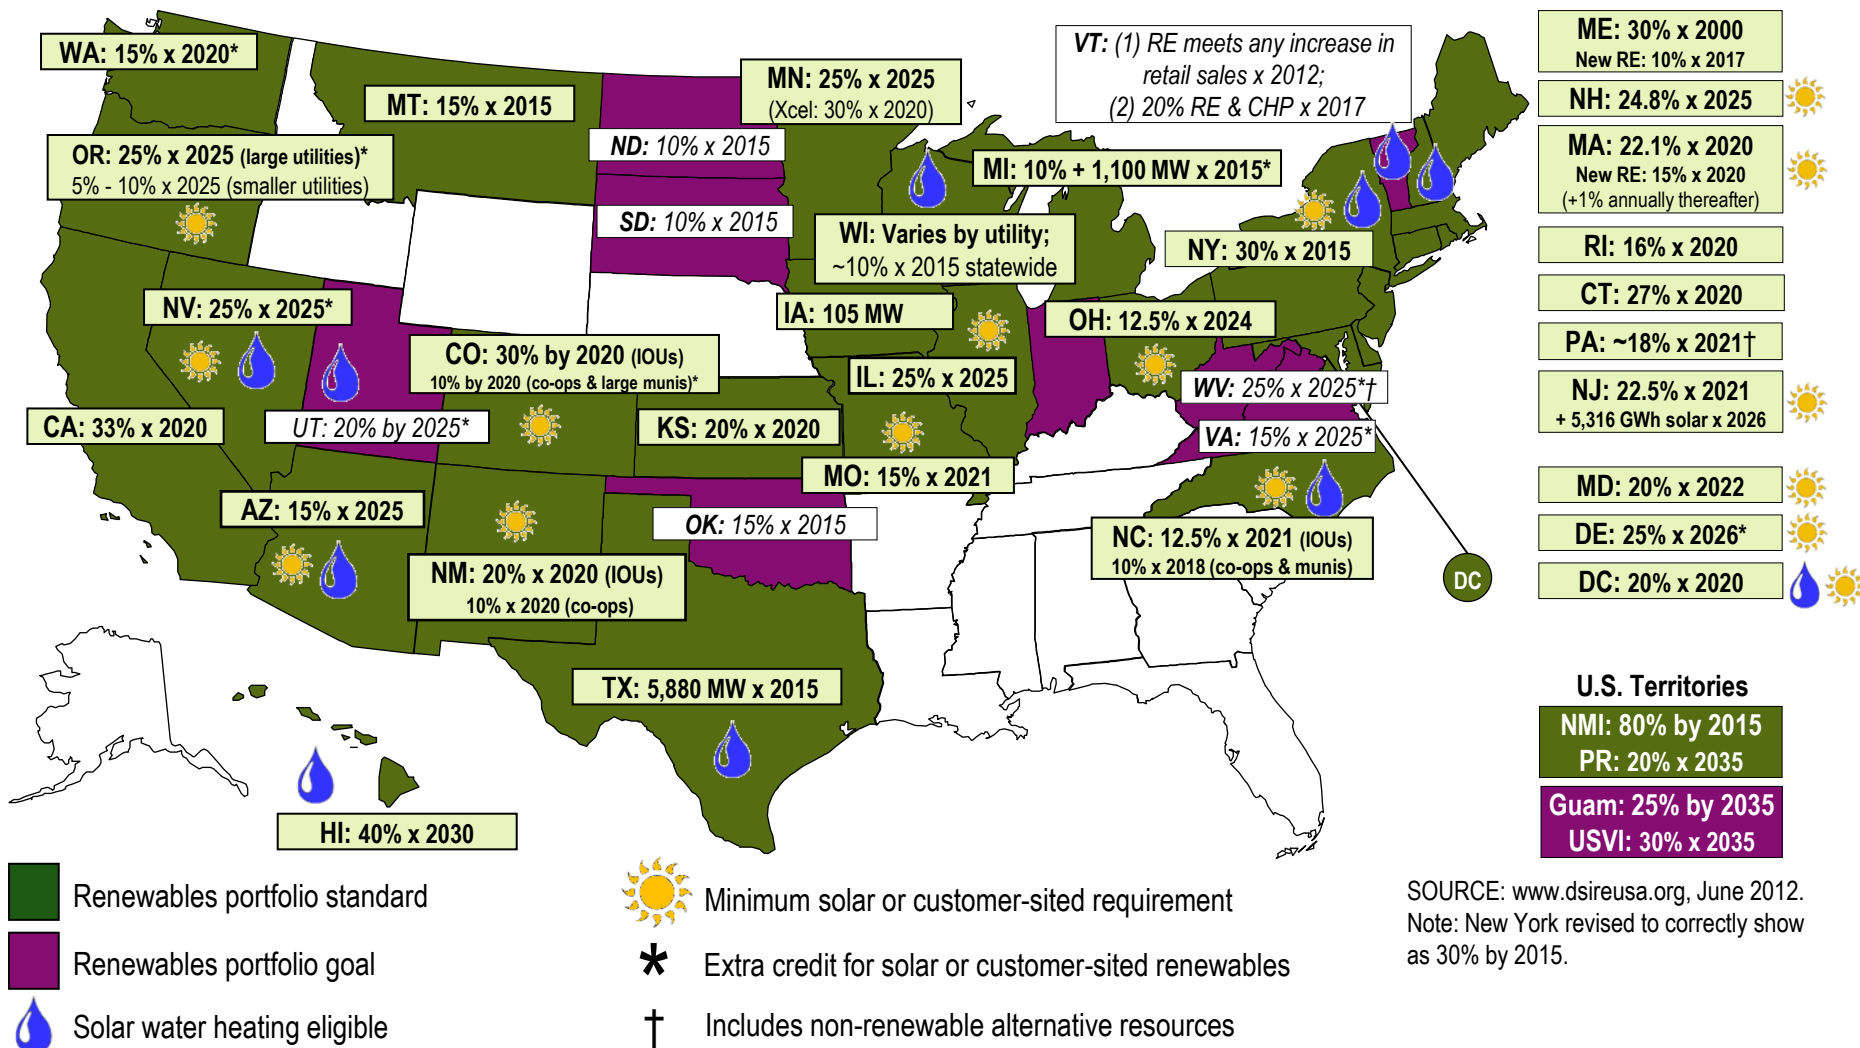 WA: 15% x 2020*
MT: 15% x 2015
MN: 25% x 2025
(Xcel: 30% x 2020)
VT: (1) RE meets any increase in
retail sales x 2012;
(2) 20% RE & CHP x 2017
ND: 10% x 2015
OR: 25% x 2025 (large utilities)*
5% - 10% x 2025 (smaller utilities)
MI: 10% + 1,100 MW x 2015*
SD: 10% x 2015
WI: Varies by utility;
~10% x 2015 statewide
NY: 30% x 2015
NV: 25% x 2025*
IA: 105 MW
OH: 12.5% x 2024
CO: 30% by 2020 (IOUs)
10% by 2020 (co-ops & large munis)*
IL: 25% x 2025
WV: 25% x 2025*†
CA: 33% x 2020
UT: 20% by 2025*
KS: 20% x 2020
VA: 15% x 2025*
MO: 15% x 2021
AZ: 15% x 2025
OK: 15% x 2015
NC: 12.5% x 2021 (IOUs)
10% x 2018 (co-ops & munis)
NM: 20% x 2020 (IOUs)
10% x 2020 (co-ops)
DC
TX: 5,880 MW x 2015
HI: 40% x 2030
ME: 30% x 2000
New RE: 10% x 2017
NH: 24.8% x 2025
MA: 22.1% x 2020
New RE: 15% x 2020
(+1% annually thereafter)
RI: 16% x 2020
CT: 27% x 2020
PA: ~18% x 2021†
NJ: 22.5% x 2021
+ 5,316 GWh solar x 2026
MD: 20% x 2022
DE: 25% x 2026*
DC: 20% x 2020
U.S. Territories
NMI: 80% by 2015
PR: 20% x 2035
Guam: 25% by 2035
USVI: 30% x 2035
Renewables portfolio standard
Renewables portfolio goal
Solar water heating eligible
Minimum solar or customer-sited requirement
* Extra credit for solar or customer-sited renewables
† Includes non-renewable alternative resources
SOURCE: www.dsireusa.org, June 2012.
Note: New York revised to correctly show
as 30% by 2015.